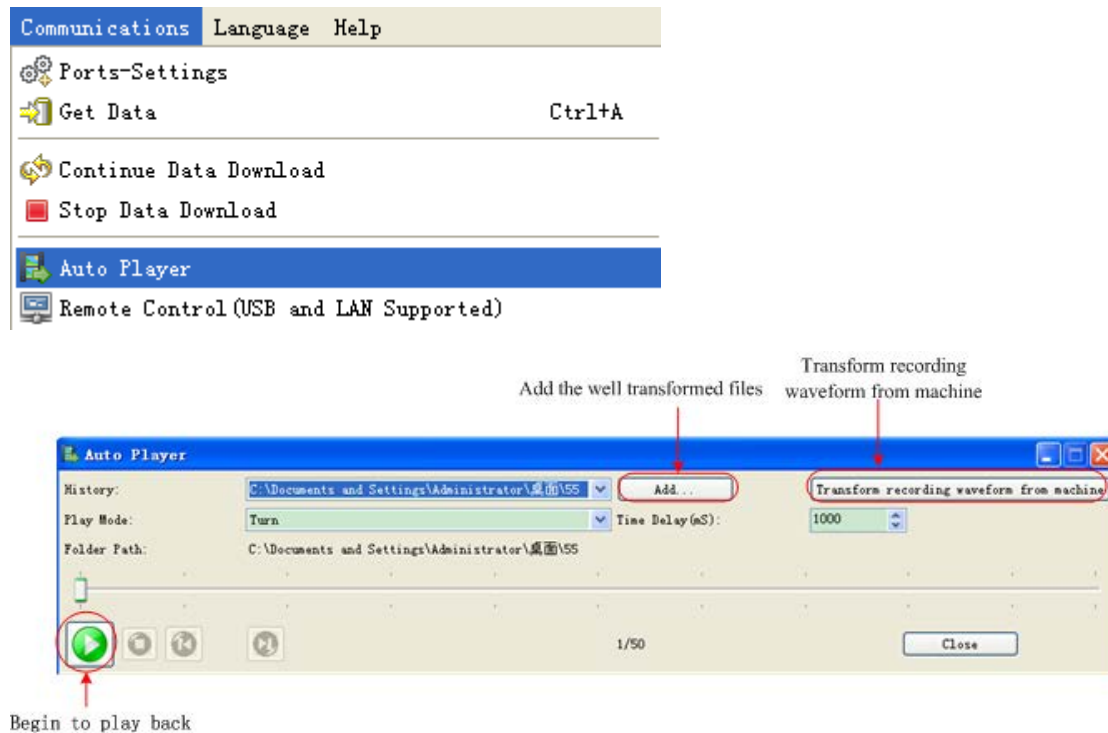 Communications Language Help
Ports-Settings
Get Data Ctrl+A
Continue Data Download
Stop Data Download
Auto Player
Remote Control(USB and LAN Supported)
Transform recording
waveform from machine
Add the well transformed files
Auto Player
History: C:\Documents and Settings\Administrator\桌面\55 Add... Transform recording waveform from machine
Play Mode: Turn Time Delay(mS): 1000
Folder Path: C:\Documents and Settings\Administrator\桌面\55
1/50 Close
Begin to play back